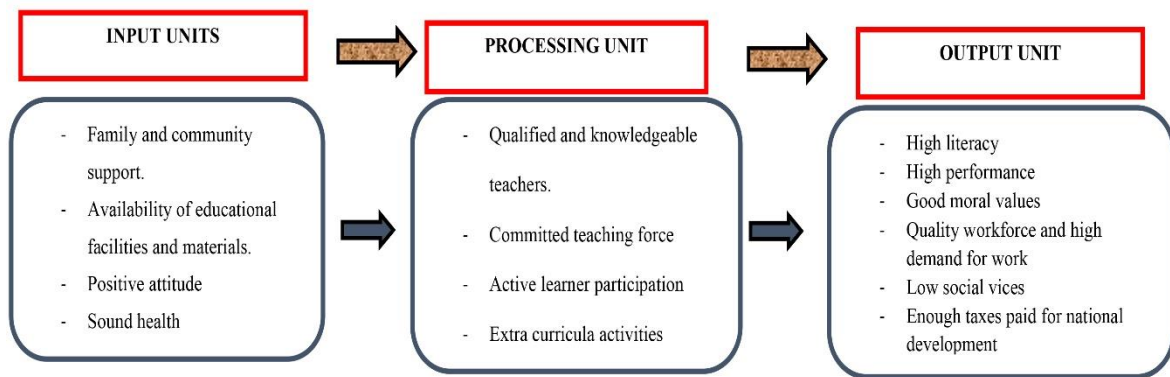 INPUT UNITS
- Family and community
support.
- Availability of educational
facilities and materials.
- Positive attitude
- Sound health
PROCESSING UNIT
- Qualified and knowledgeable
teachers.
- Committed teaching force
- Active learner participation
- Extra curricula activities
OUTPUT UNIT
- High literacy
- High performance
- Good moral values
- Quality workforce and high
demand for work
- Low social vices
- Enough taxes paid for national
development